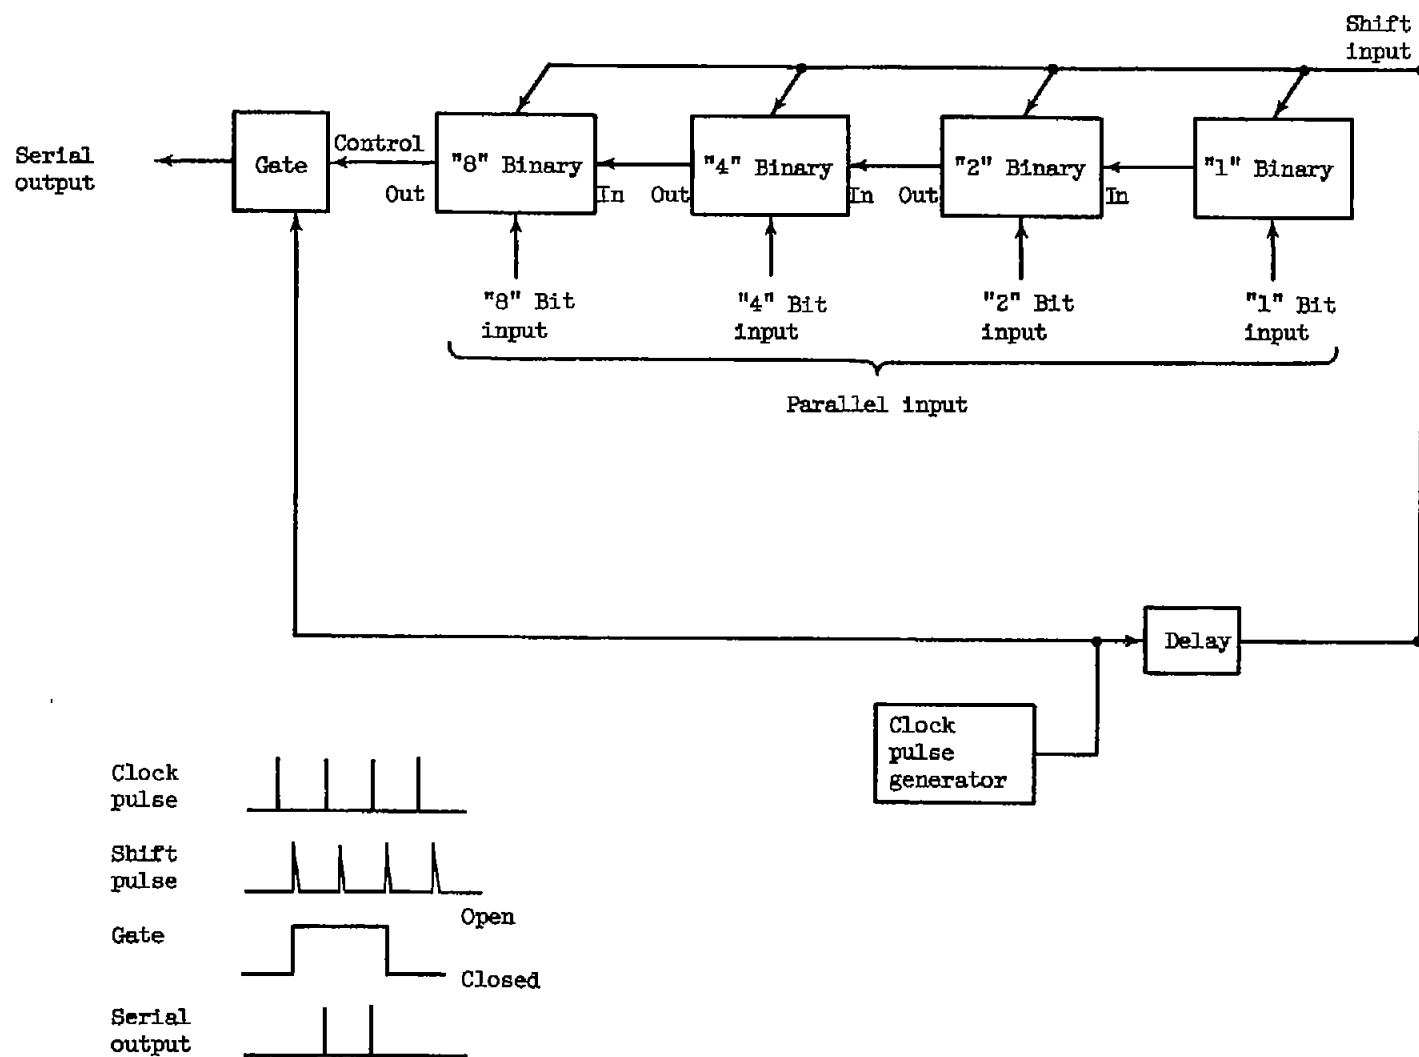 Shift
input
Serial
output
Gate
Control
Out
"8" Binary
In
Out
"4" Binary
In
Out
"2" Binary
In
"1" Binary
"8" Bit
input
"4" Bit
input
"2" Bit
input
"1" Bit
input
Parallel input
Delay
Clock
pulse
generator
Clock
pulse
Shift
pulse
Open
Gate
Closed
Serial
output